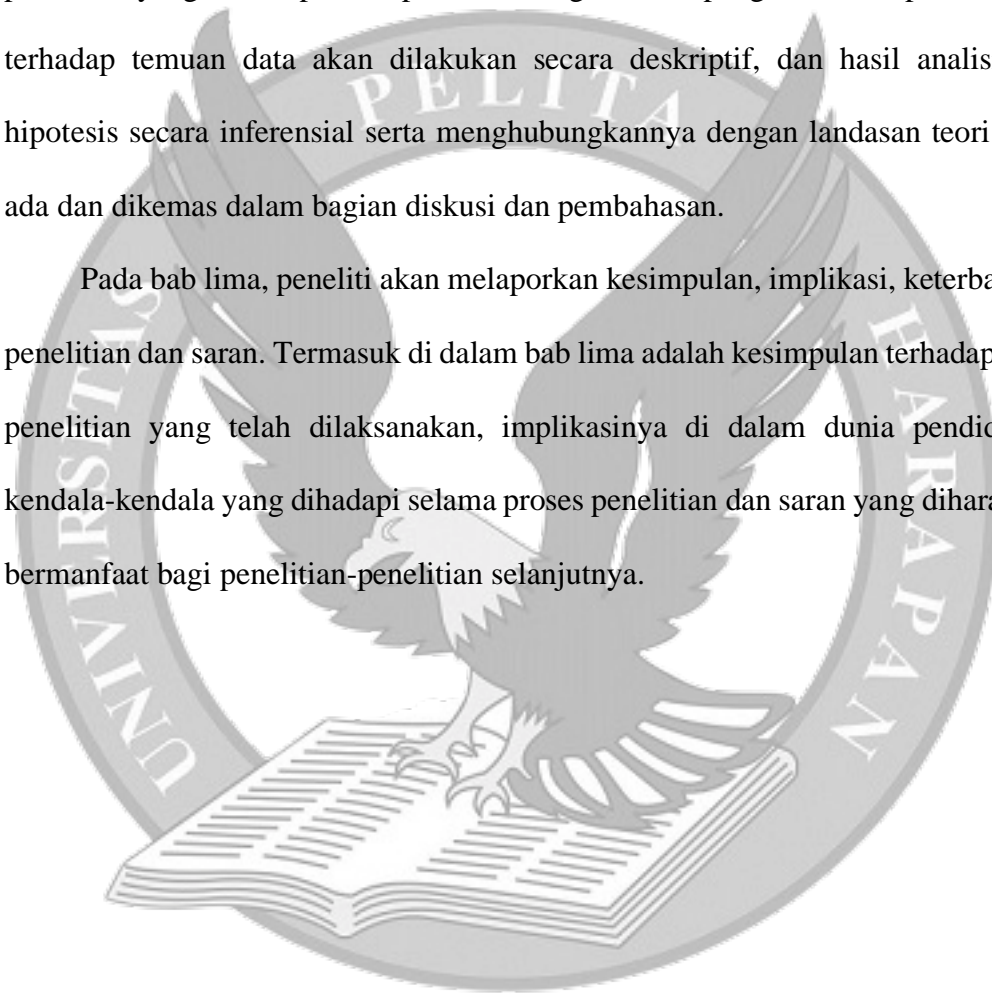 terhadap temuan data akan dilakukan secara deskriptif, dan hasil analis
hipotesis secara inferensial serta menghubungkannya dengan landasan teori
ada dan dikemas dalam bagian diskusi dan pembahasan.
Pada bab lima, peneliti akan melaporkan kesimpulan, implikasi, keterba
penelitian dan saran. Termasuk di dalam bab lima adalah kesimpulan terhadap
penelitian yang telah dilaksanakan, implikasinya di dalam dunia pendid
kendala-kendala yang dihadapi selama proses penelitian dan saran yang dihara
bermanfaat bagi penelitian-penelitian selanjutnya.
UNIVERSITAS PELITA HARAPAN